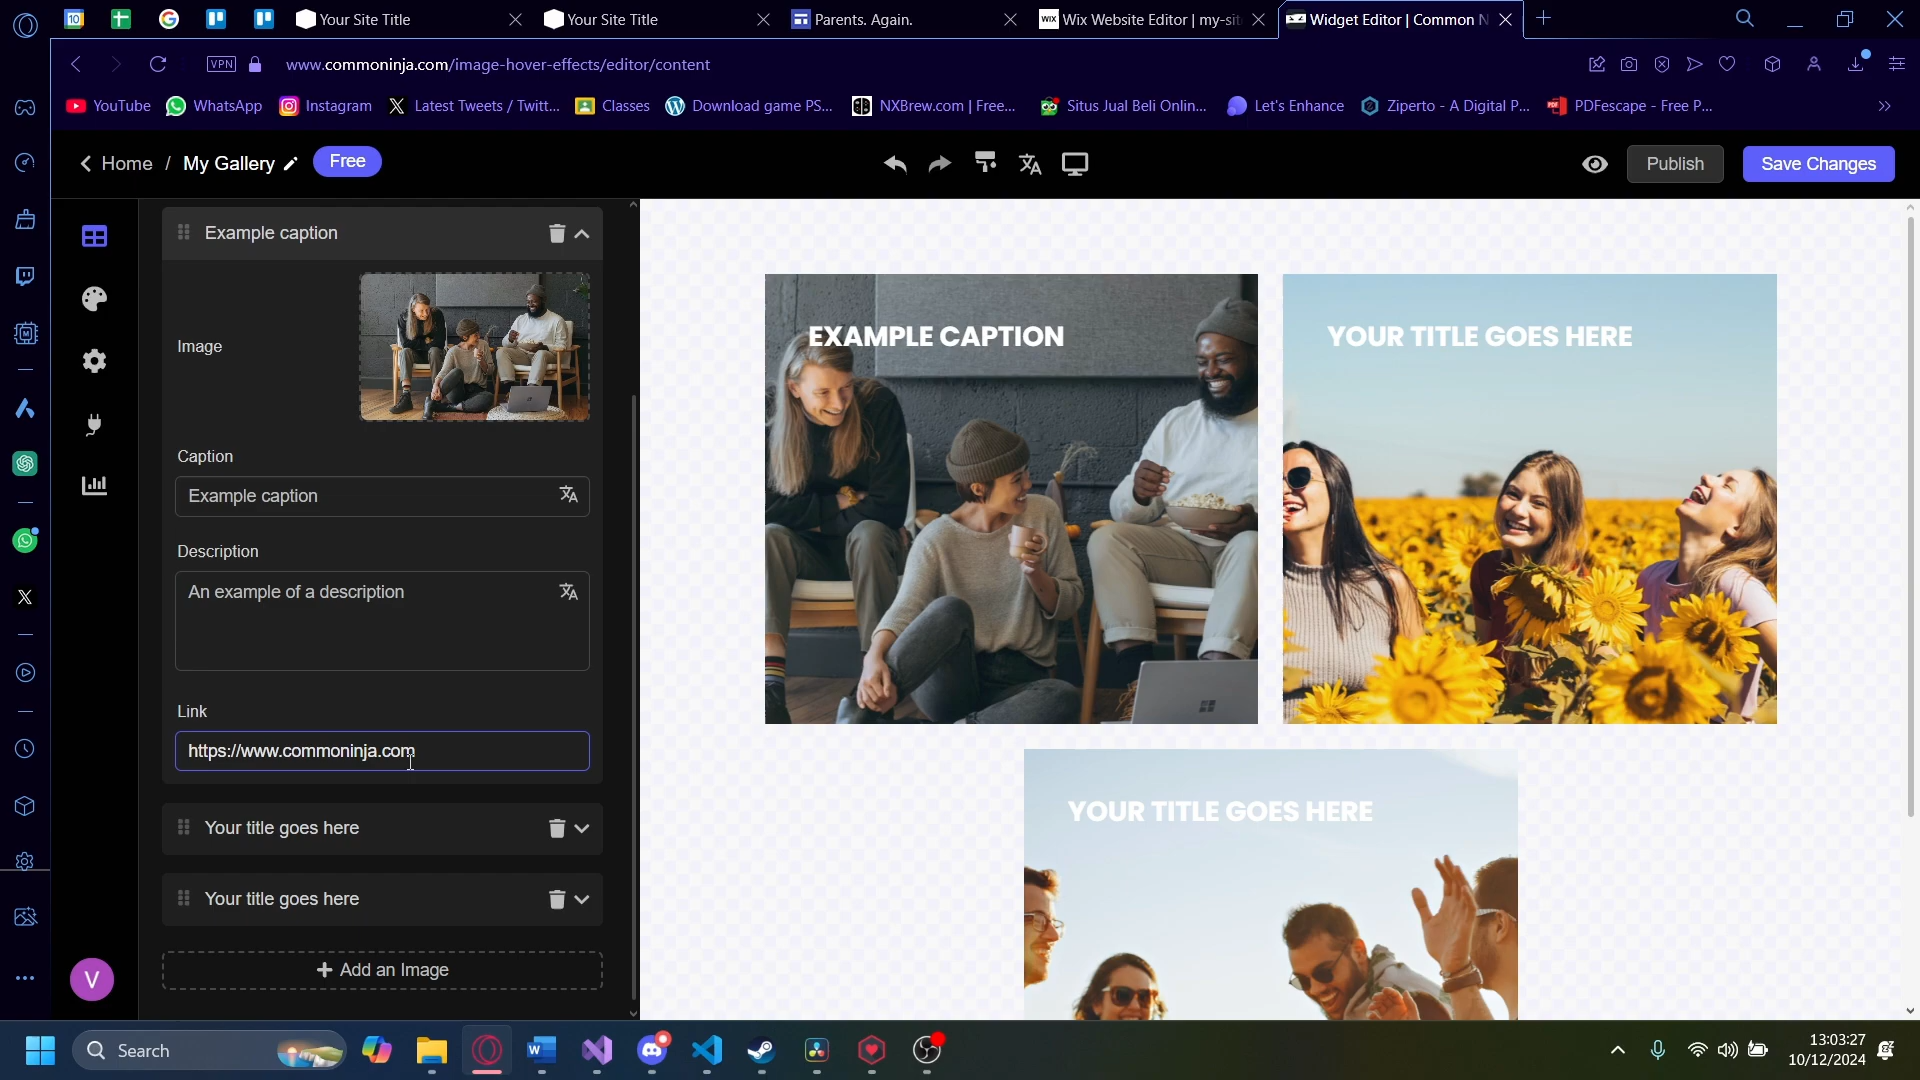 Your Site Title
Your Site Title
Parents. Again.
Wix Website Editor | my-sit
Widget Editor | Common N
VPN
www.commoninja.com/image-hover-effects/editor/content
YouTube
WhatsApp
Instagram
Latest Tweets / Twitt...
Classes
Download game PS...
NXBrew.com | Free...
Situs Jual Beli Onlin...
Let's Enhance
Ziperto - A Digital P...
PDFescape - Free P...
Home / My Gallery
Free
Publish
Save Changes
Example caption
Image
Caption
Example caption
Description
An example of a description
Link
https://www.commoninja.com
Your title goes here
Your title goes here
Add an Image
V
EXAMPLE CAPTION
YOUR TITLE GOES HERE
YOUR TITLE GOES HERE
Search
13:03:27
10/12/2024